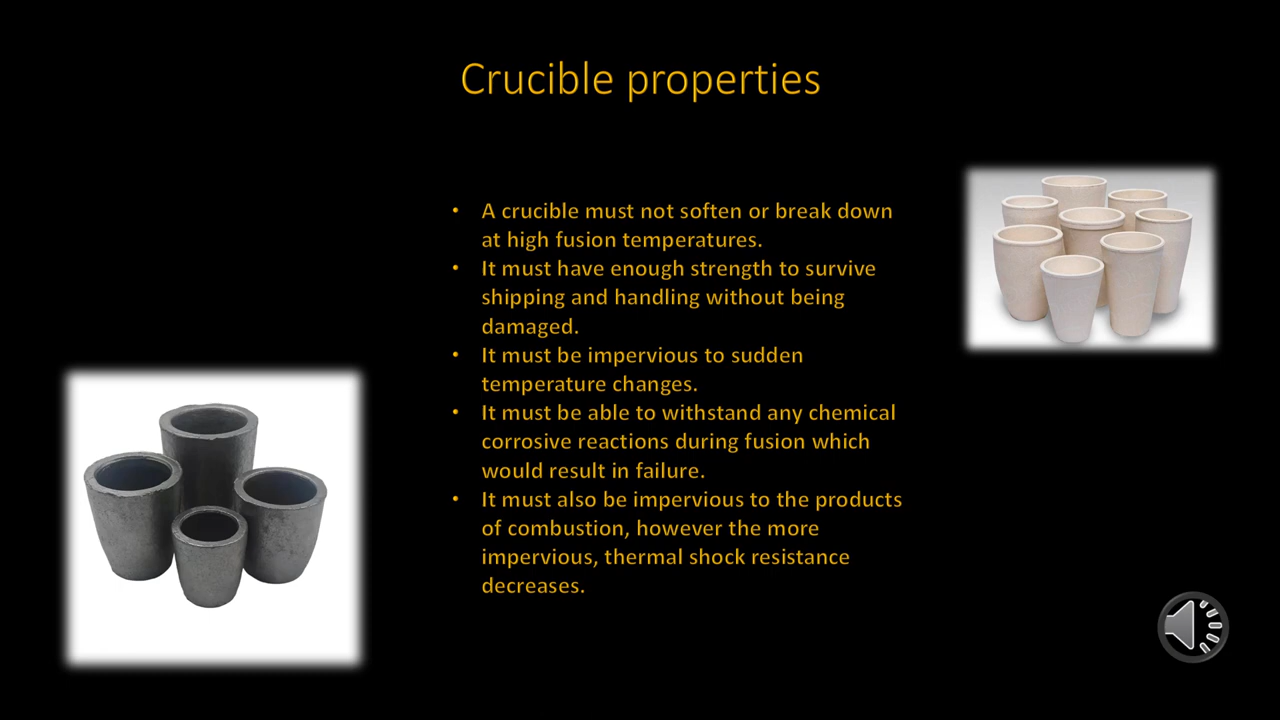 Crucible properties
• A crucible must not soften or break down
at high fusion temperatures.
• It must have enough strength to survive
shipping and handling without being
damaged.
• It must be impervious to sudden
temperature changes.
• It must be able to withstand any chemical
corrosive reactions during fusion which
would result in failure.
• It must also be impervious to the products
of combustion, however the more
impervious, thermal shock resistance
decreases.